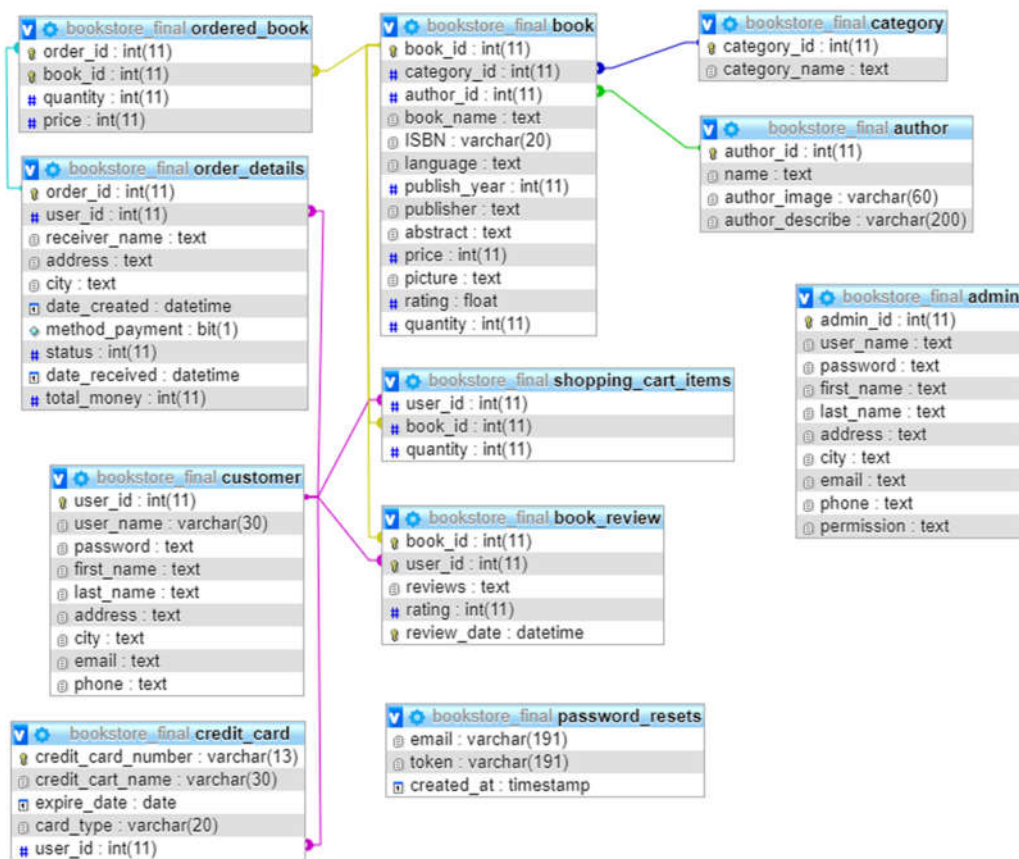 bookstore_final ordered_book
order_id : int(11)
book_id : int(11)
# quantity : int(11)
# price : int(11)
bookstore_final order_details
order_id : int(11)
# user_id : int(11)
receiver_name : text
address : text
city : text
date_created : datetime
method_payment : bit(1)
# status : int(11)
date_received : datetime
# total_money : int(11)
bookstore_final customer
user_id : int(11)
user_name : varchar(30)
password : text
first_name : text
last_name : text
address : text
city : text
email : text
phone : text
bookstore_final credit_card
credit_card_number : varchar(13)
credit_cart_name : varchar(30)
expire_date : date
card_type : varchar(20)
# user_id : int(11)
bookstore_final book
book_id : int(11)
# category_id : int(11)
# author_id : int(11)
book_name : text
ISBN : varchar(20)
language : text
# publish_year : int(11)
publisher : text
abstract : text
# price : int(11)
picture : text
# rating : float
# quantity : int(11)
bookstore_final shopping_cart_items
# user_id : int(11)
# book_id : int(11)
# quantity : int(11)
bookstore_final book_review
book_id : int(11)
user_id : int(11)
reviews : text
# rating : int(11)
review_date : datetime
bookstore_final password_resets
email : varchar(191)
token : varchar(191)
created_at : timestamp
bookstore_final category
category_id : int(11)
category_name : text
bookstore_final author
author_id : int(11)
name : text
author_image : varchar(60)
author_describe : varchar(200)
bookstore_final admin
admin_id : int(11)
user_name : text
password : text
first_name : text
last_name : text
address : text
city : text
email : text
phone : text
permission : text